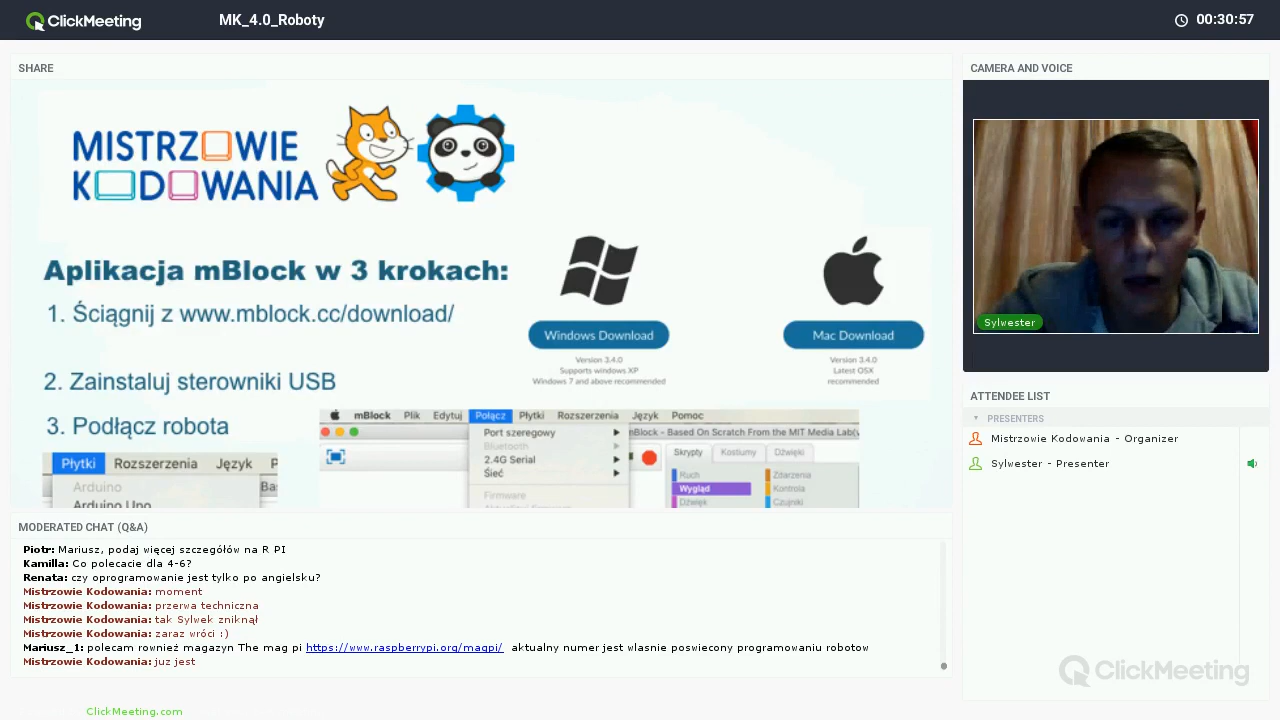 ClickMeeting
MK_4.0_Roboty
00:30:57
SHARE
MISTRZOWIE
KODOWANIA
Aplikacja mBlock w 3 krokach:
1. Ściągnij z www.mblock.cc/download/
Windows Download
Version 3.4.0
Supports windows XP
Windows 7 and above recommended
Mac Download
Version 3.4.0
Latest OSX
recommended
2. Zainstaluj sterowniki USB
3. Podłącz robota
Płytki Rozszerzenia Język
Arduino
Arduino Uno
mBlock Plik Edytuj Połącz Płytki Rozszerzenia Język Pomoc
mBlock - Based On Scratch From the MIT Media Lab(v
Port szeregowy
Bluetooth
2.4G Serial
Sieć
Firmware
Skrypty Kostiumy Dźwięki
Ruch Zdarzenia
Wygląd Kontrola
Dźwięk Czujniki
MODERATED CHAT (Q&A)
Piotr: Mariusz, podaj więcej szczegółów na R PI
Kamilla: Co polecacie dla 4-6?
Renata: czy oprogramowanie jest tylko po angielsku?
Mistrzowie Kodowania: moment
Mistrzowie Kodowania: przerwa techniczna
Mistrzowie Kodowania: tak Sylwek zniknął
Mistrzowie Kodowania: zaraz wróci :)
Mariusz_1: polecam rownież magazyn The mag pi https://www.raspberrypi.org/magpi/ aktualny numer jest wlasnie poswiecony programowaniu robotow
Mistrzowie Kodowania: juz jest
CAMERA AND VOICE
Sylwester
ATTENDEE LIST
PRESENTERS
Mistrzowie Kodowania - Organizer
Sylwester - Presenter
ClickMeeting
ClickMeeting.com